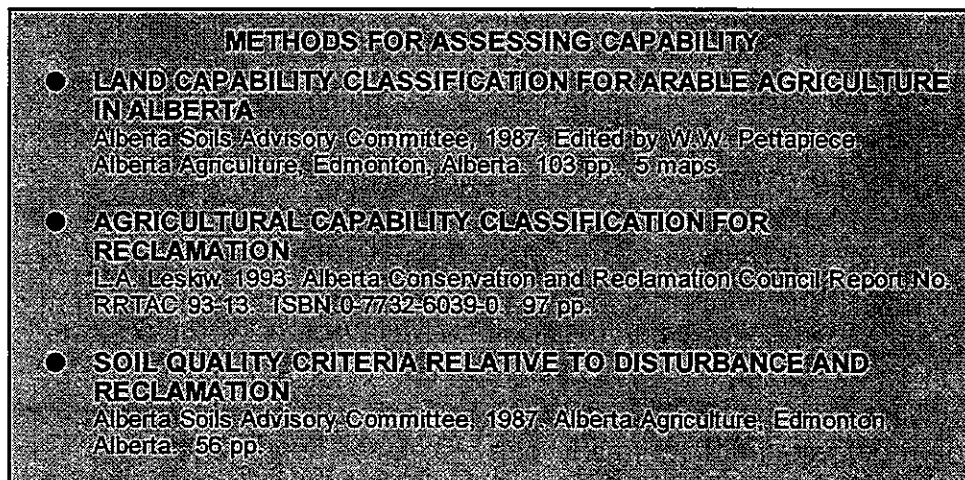 METHODS FOR ASSESSING CAPABILITY
● LAND CAPABILITY CLASSIFICATION FOR ARABLE AGRICULTURE
IN ALBERTA
Alberta Soils Advisory Committee, 1987. Edited by W.W. Pettapiece.
Alberta Agriculture, Edmonton, Alberta. 103 pp., 5 maps.
● AGRICULTURAL CAPABILITY CLASSIFICATION FOR
RECLAMATION
L.A. Leskiw, 1993. Alberta Conservation and Reclamation Council Report No.
RRTAC 93-13. ISBN 0-7732-6039-0. 97 pp.
● SOIL QUALITY CRITERIA RELATIVE TO DISTURBANCE AND
RECLAMATION
Alberta Soils Advisory Committee, 1987. Alberta Agriculture, Edmonton,
Alberta. 56 pp.